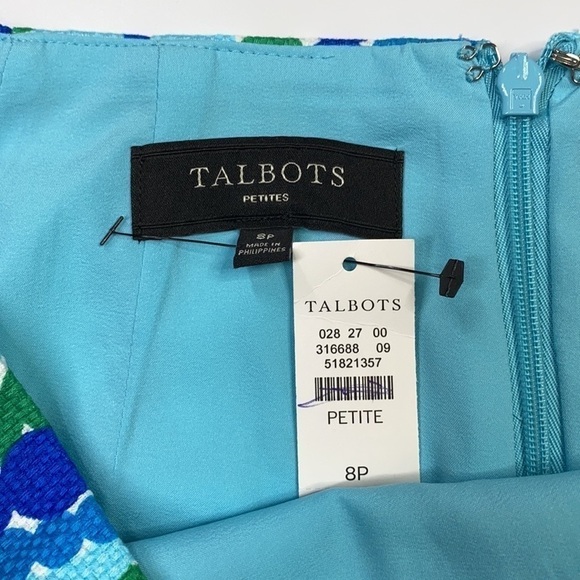 TALBOTS
PETITES
8P
MADE IN
PHILIPPINES
TALBOTS
028 27 00
316688 09
51821357
PETITE
8P